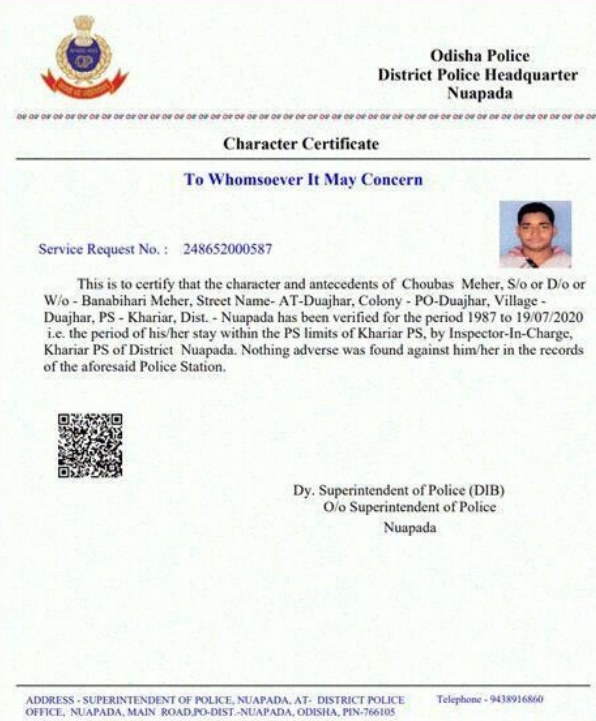 Odisha Police
District Police Headquarter
Nuapada
Character Certificate
To Whomsoever It May Concern
Service Request No. : 248652000587
This is to certify that the character and antecedents of Choubas Meher, S/o or D/o or
W/o - Banabihari Meher, Street Name- AT-Duajhar, Colony - PO-Duajhar, Village -
Duajhar, PS - Khariar, Dist. - Nuapada has been verified for the period 1987 to 19/07/2020
i.e. the period of his/her stay within the PS limits of Khariar PS, by Inspector-In-Charge,
Khariar PS of District Nuapada. Nothing adverse was found against him/her in the records
of the aforesaid Police Station.
Dy. Superintendent of Police (DIB)
O/o Superintendent of Police
Nuapada
ADDRESS - SUPERINTENDENT OF POLICE, NUAPADA, AT- DISTRICT POLICE
OFFICE, NUAPADA, MAIN ROAD,PO-DIST.-NUAPADA, ODISHA, PIN-766105
Telephone - 9438916860